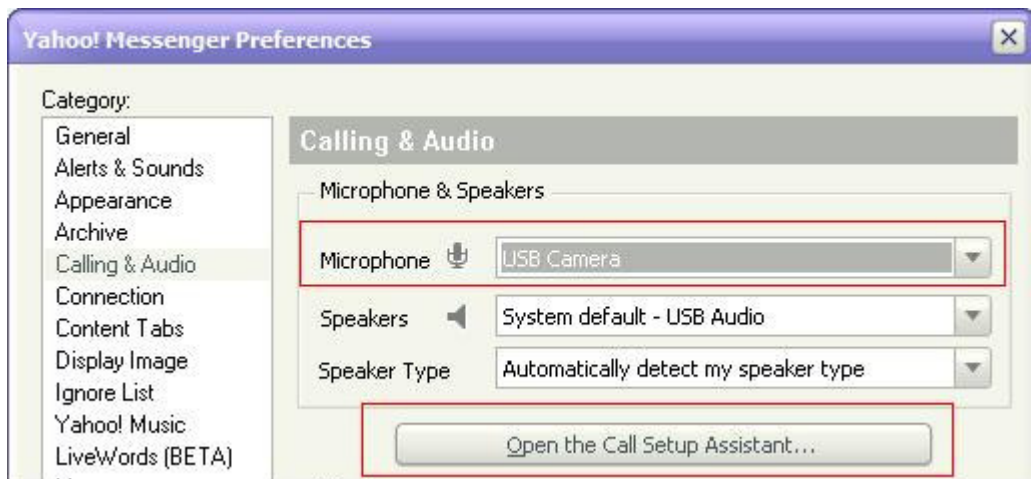 Yahoo! Messenger Preferences
Category:
General
Alerts & Sounds
Appearance
Archive
Calling & Audio
Connection
Content Tabs
Display Image
Ignore List
Yahoo! Music
LiveWords (BETA)
Calling & Audio
Microphone & Speakers
Microphone USB Camera
Speakers System default - USB Audio
Speaker Type Automatically detect my speaker type
Open the Call Setup Assistant...